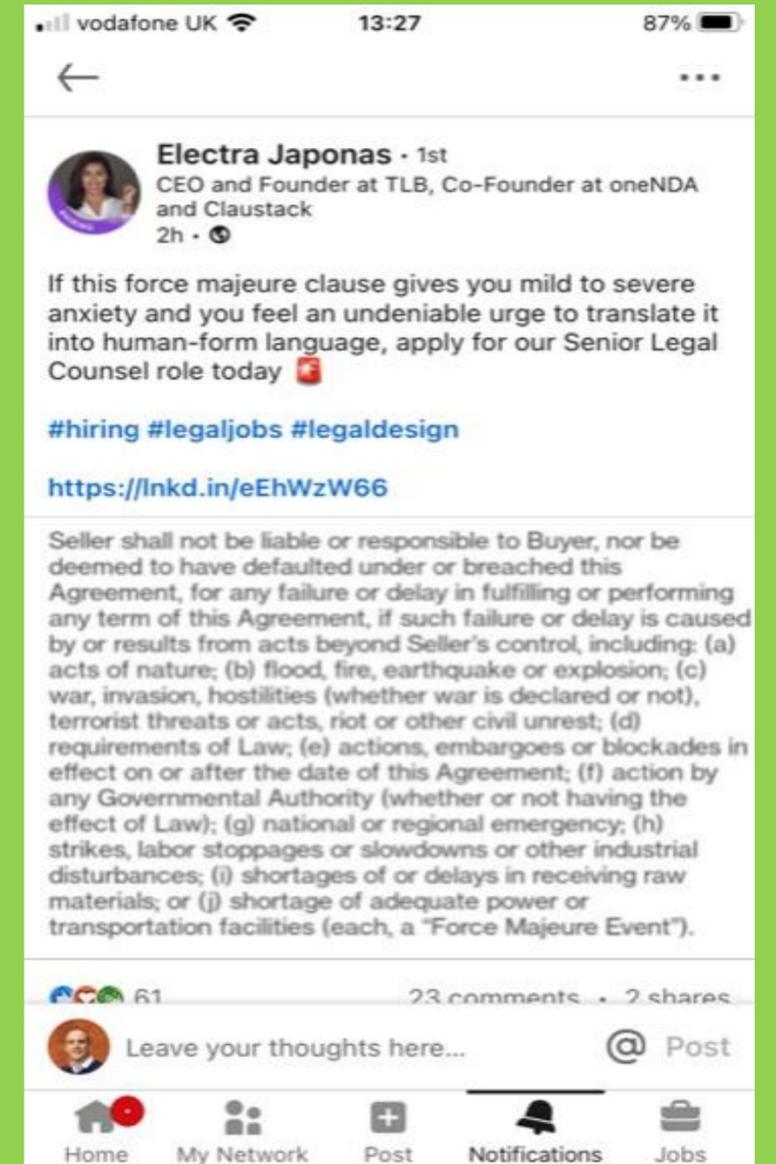 vodafone UK 13:27 87%
Electra Japonas · 1st
CEO and Founder at TLB, Co-Founder at oneNDA
and Claustack
2h ·
If this force majeure clause gives you mild to severe
anxiety and you feel an undeniable urge to translate it
into human-form language, apply for our Senior Legal
Counsel role today 🚨
#hiring #legaljobs #legaldesign
https://lnkd.in/eEhWzW66
Seller shall not be liable or responsible to Buyer, nor be
deemed to have defaulted under or breached this
Agreement, for any failure or delay in fulfilling or performing
any term of this Agreement, if such failure or delay is caused
by or results from acts beyond Seller's control, including: (a)
acts of nature; (b) flood, fire, earthquake or explosion; (c)
war, invasion, hostilities (whether war is declared or not),
terrorist threats or acts, riot or other civil unrest; (d)
requirements of Law; (e) actions, embargoes or blockades in
effect on or after the date of this Agreement; (f) action by
any Governmental Authority (whether or not having the
effect of Law); (g) national or regional emergency; (h)
strikes, labor stoppages or slowdowns or other industrial
disturbances; (i) shortages of or delays in receiving raw
materials; or (j) shortage of adequate power or
transportation facilities (each, a "Force Majeure Event").
61 23 comments · 2 shares
Leave your thoughts here... @ Post
Home My Network Post Notifications Jobs